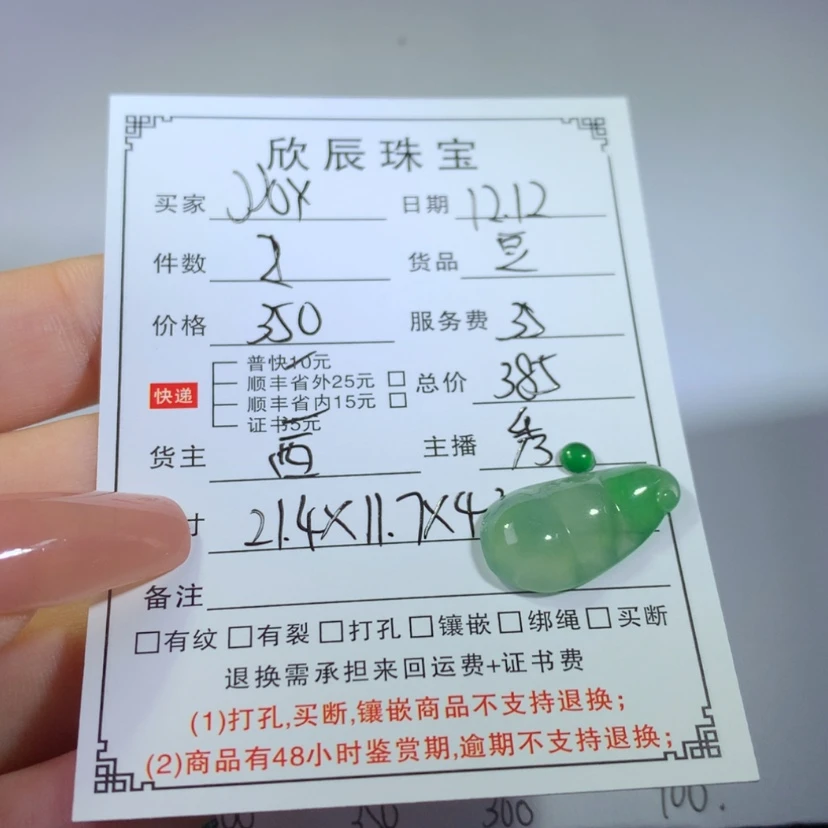 欣辰珠宝
买家 日期 12.12
件数 2 货品 豆
价格 350 服务费 35
普快10元
顺丰省外25元 □ 总价 385
快递
顺丰省内15元 □
证书5元
货主 西 主播 秀
寸 21.4X11.7X4
备注
□有纹 □有裂 □打孔 □镶嵌 □绑绳 □买断
退换需承担来回运费+证书费
(1)打孔,买断,镶嵌商品不支持退换;
(2)商品有48小时鉴赏期,逾期不支持退换;
350 300 100.